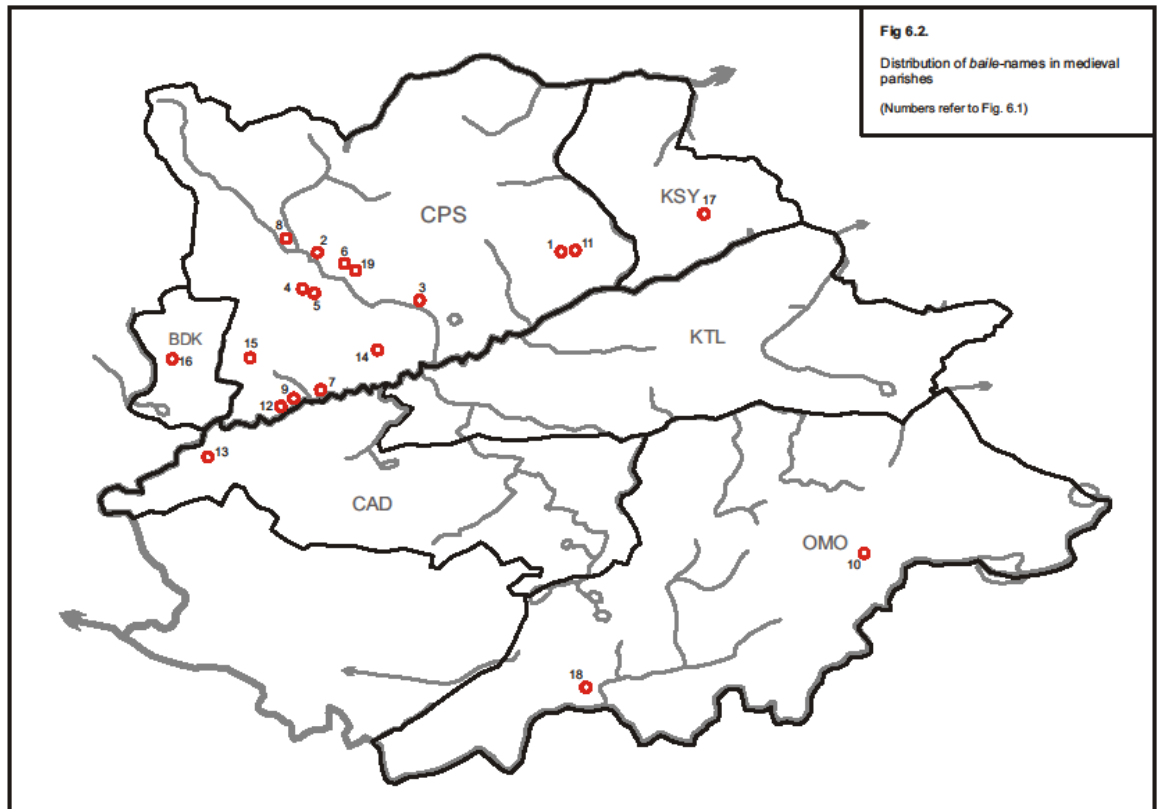 Fig 6.2.
Distribution of baile-names in medieval
parishes
(Numbers refer to Fig. 6.1)
KSY 17
CPS
8
2
1 11
6
19
4
5
3
KTL
BDK
16
15
14
7
9
12
13
CAD
OMO
10
18